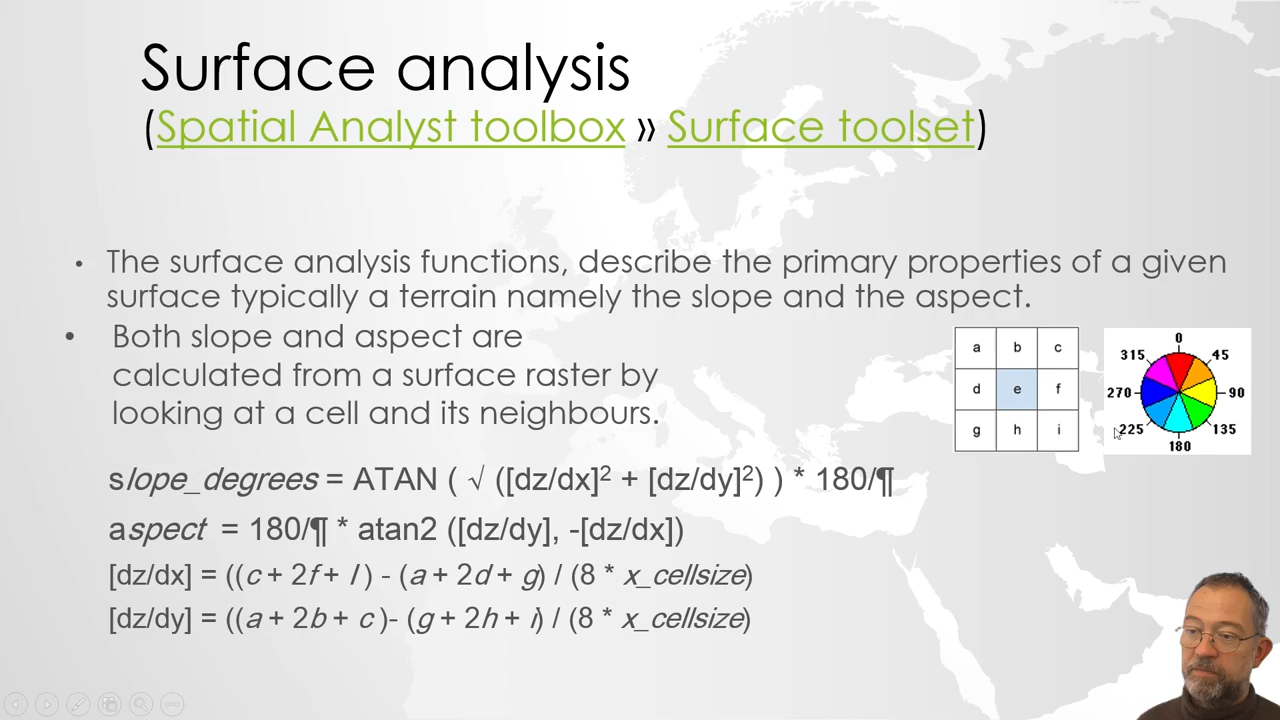 Surface analysis
(Spatial Analyst toolbox » Surface toolset)
• The surface analysis functions, describe the primary properties of a given
surface typically a terrain namely the slope and the aspect.
• Both slope and aspect are
calculated from a surface raster by
looking at a cell and its neighbours.
a b c
d e f
g h i
0
315 45
270 90
225 135
180
slope_degrees = ATAN ( √ ([dz/dx]² + [dz/dy]²) ) * 180/¶
aspect = 180/¶ * atan2 ([dz/dy], -[dz/dx])
[dz/dx] = ((c + 2f + I ) - (a + 2d + g) / (8 * x_cellsize)
[dz/dy] = ((a + 2b + c )- (g + 2h + i) / (8 * x_cellsize)